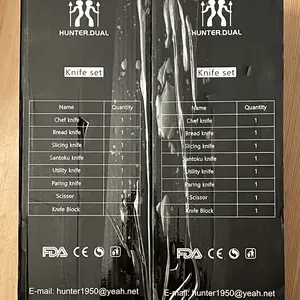 HUNTER.DUAL
Knife set
Name Quantity
Chef knife 1
Bread knife 1
Slicing knife 1
Santoku knife 1
Utility knife 1
Paring knife 1
Scissor 1
Knife Block 1
FDA CE
E-mail: hunter1950@yeah.net
HUNTER.DUAL
Knife set
Name Quantity
Chef knife 1
Bread knife 1
Slicing knife 1
Santoku knife 1
Utility knife 1
Paring knife 1
Scissor 1
Knife Block 1
FDA CE
E-mail: hunter1950@yeah.net